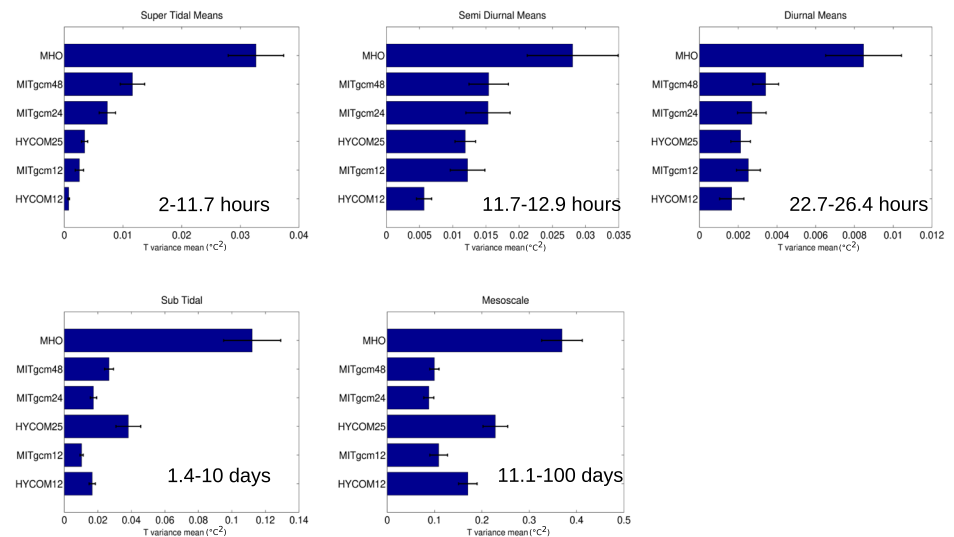 Super Tidal Means
MHO
MITgcm48
MITgcm24
HYCOM25
MITgcm12
HYCOM12
2-11.7 hours
0 0.01 0.02 0.03 0.04
T variance mean (°C2)
Semi Diurnal Means
MHO
MITgcm48
MITgcm24
HYCOM25
MITgcm12
HYCOM12
11.7-12.9 hours
0 0.005 0.01 0.015 0.02 0.025 0.03 0.035
T variance mean (°C2)
Diurnal Means
MHO
MITgcm48
MITgcm24
HYCOM25
MITgcm12
HYCOM12
22.7-26.4 hours
0 0.002 0.004 0.006 0.008 0.01 0.012
T variance mean (°C2)
Sub Tidal
MHO
MITgcm48
MITgcm24
HYCOM25
MITgcm12
HYCOM12
1.4-10 days
0 0.02 0.04 0.06 0.08 0.1 0.12 0.14
T variance mean (°C2)
Mesoscale
MHO
MITgcm48
MITgcm24
HYCOM25
MITgcm12
HYCOM12
11.1-100 days
0 0.1 0.2 0.3 0.4 0.5
T variance mean (°C2)